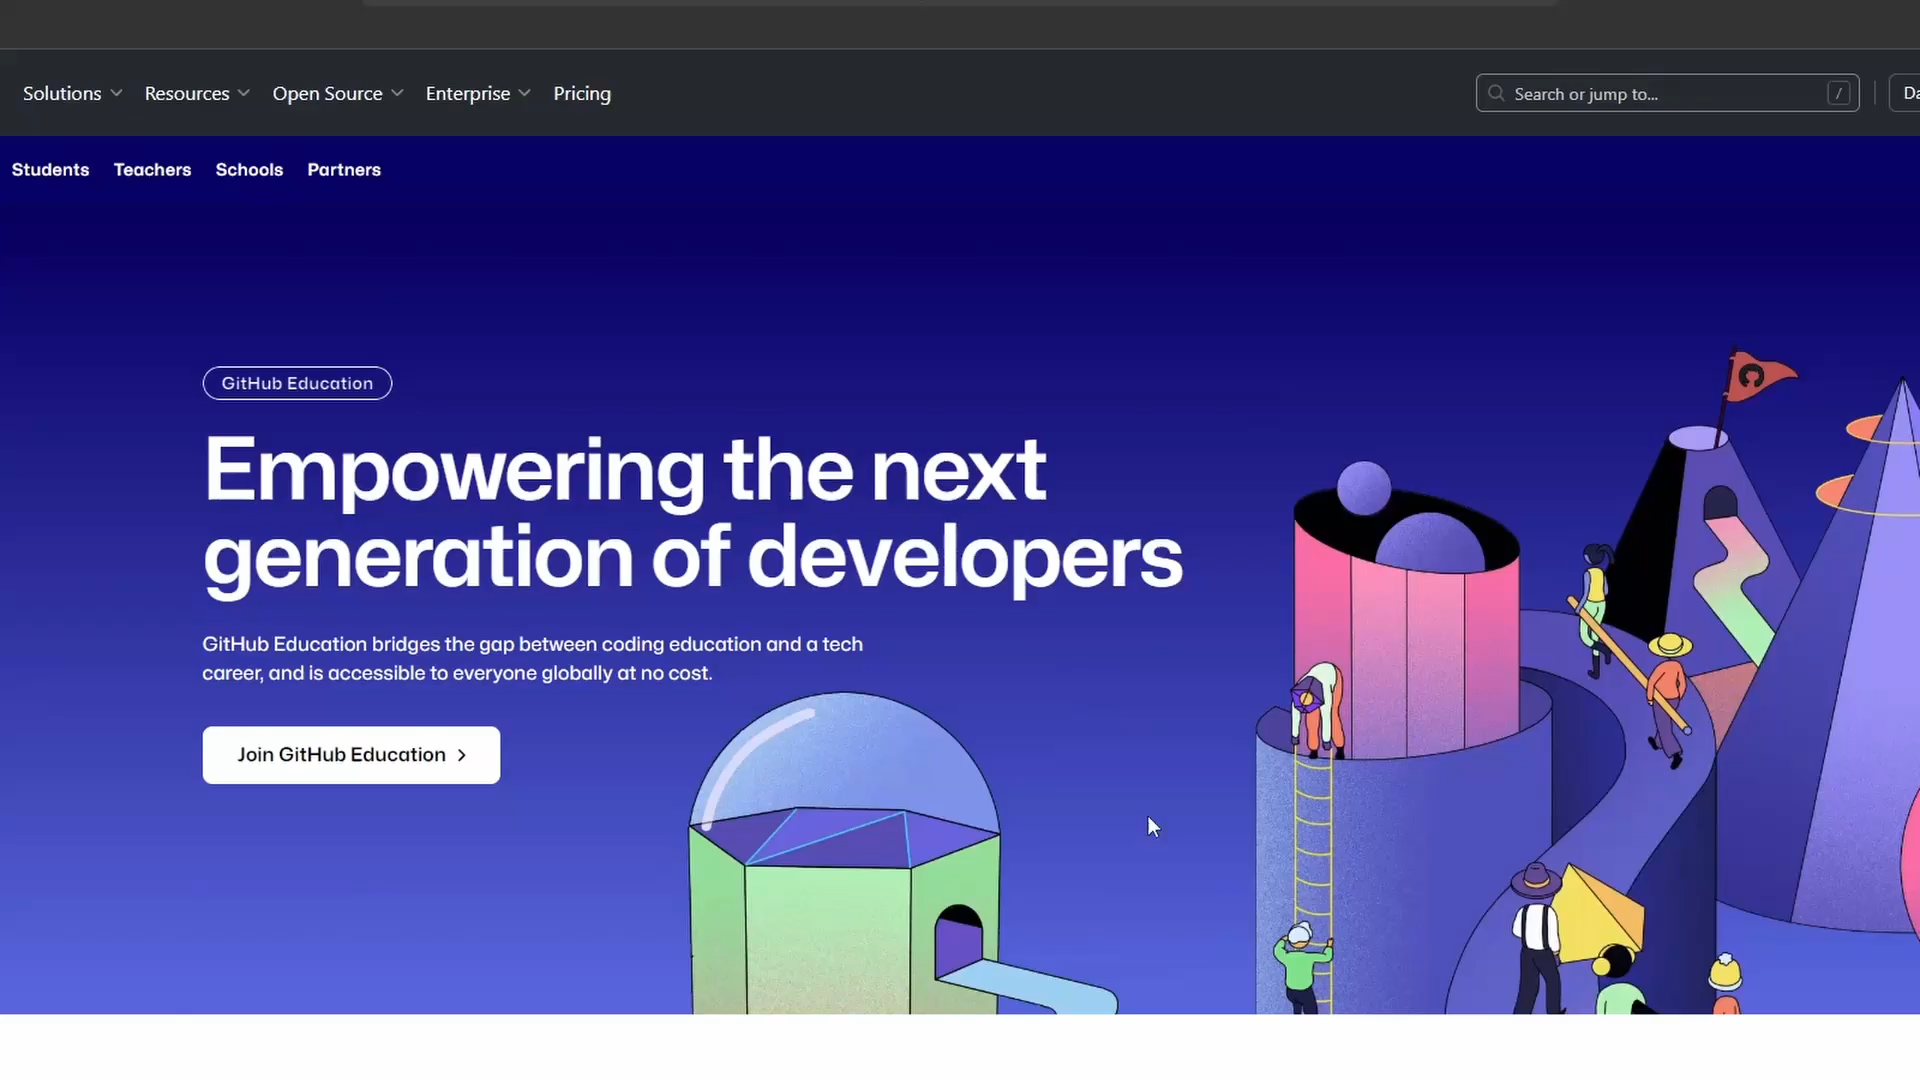 Solutions Resources Open Source Enterprise Pricing Search or jump to... / Da
Students Teachers Schools Partners
GitHub Education
Empowering the next
generation of developers
GitHub Education bridges the gap between coding education and a tech
career, and is accessible to everyone globally at no cost.
Join GitHub Education